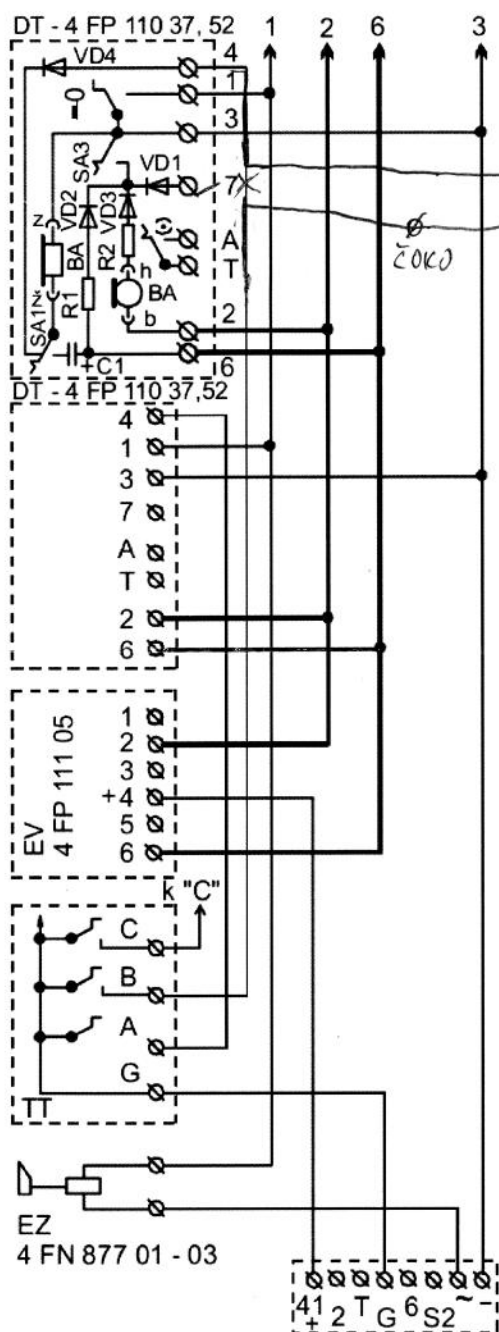 DT - 4 FP 110 37,52
1
2
6
3
VD4
4
1
3
SA3
VD1
7
VD2
VD3
z
BA
R2
h
BA
A
T
R1
ž
SA1
b
2
+C1
6
ČOKO
DT - 4 FP 110 37,52
4
1
3
7
A
T
2
6
EV
4 FP 111 05
1
2
3
+4
5
6
k "C"
C
B
A
G
TT
EZ
4 FN 877 01 - 03
41 2 T G 6 S2 ~ -
+